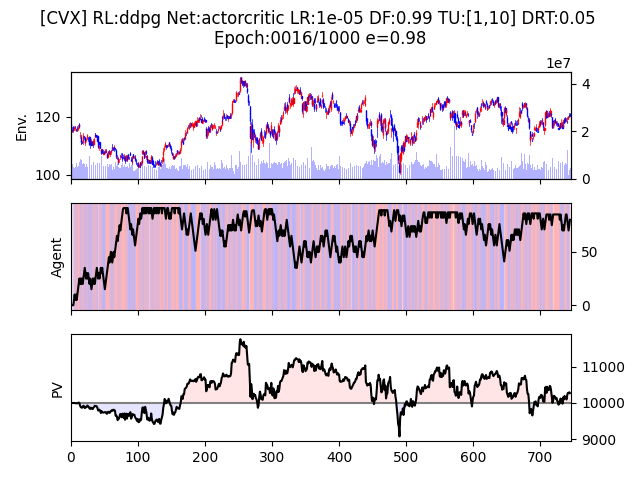 [CVX] RL:ddpg Net:actorcritic LR:1e-05 DF:0.99 TU:[1,10] DRT:0.05
Epoch:0016/1000 e=0.98
1e7
Env.
120
100
4
2
0
Agent
50
0
PV
11000
10000
9000
0 100 200 300 400 500 600 700